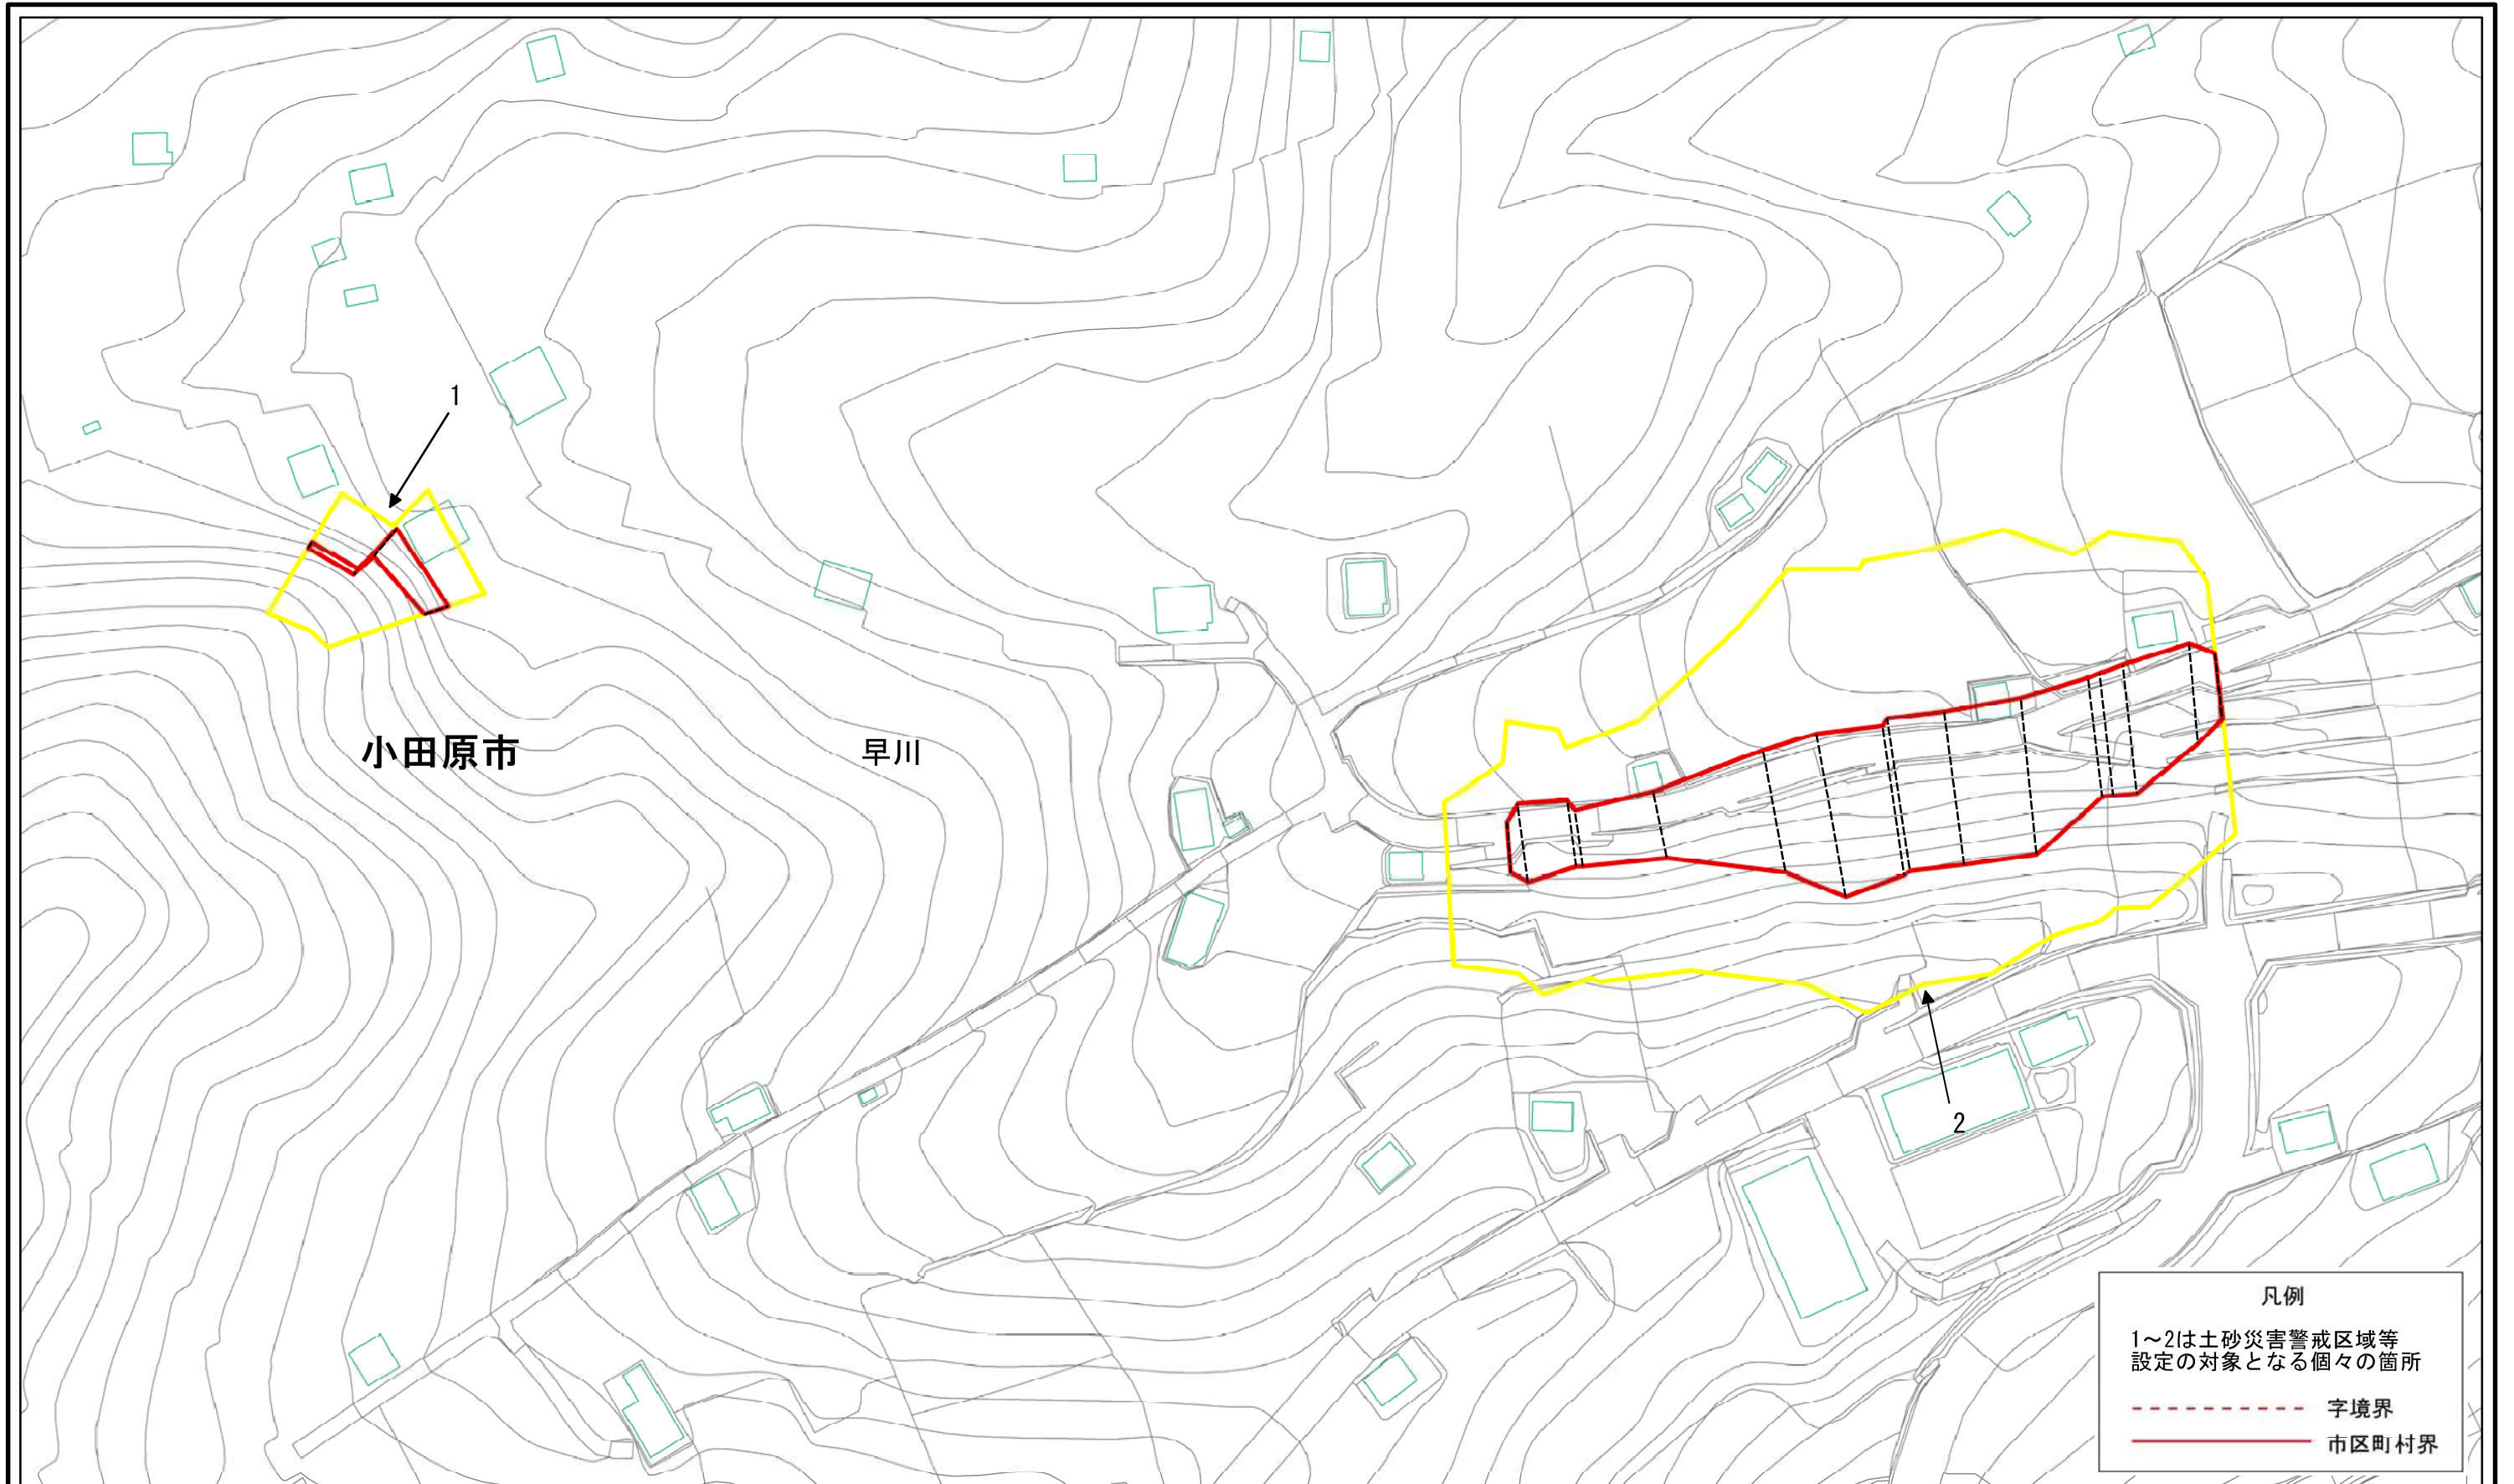 1
小田原市
早川
2
凡例
1～2は土砂災害警戒区域等
設定の対象となる個々の箇所
字境界
市区町村界